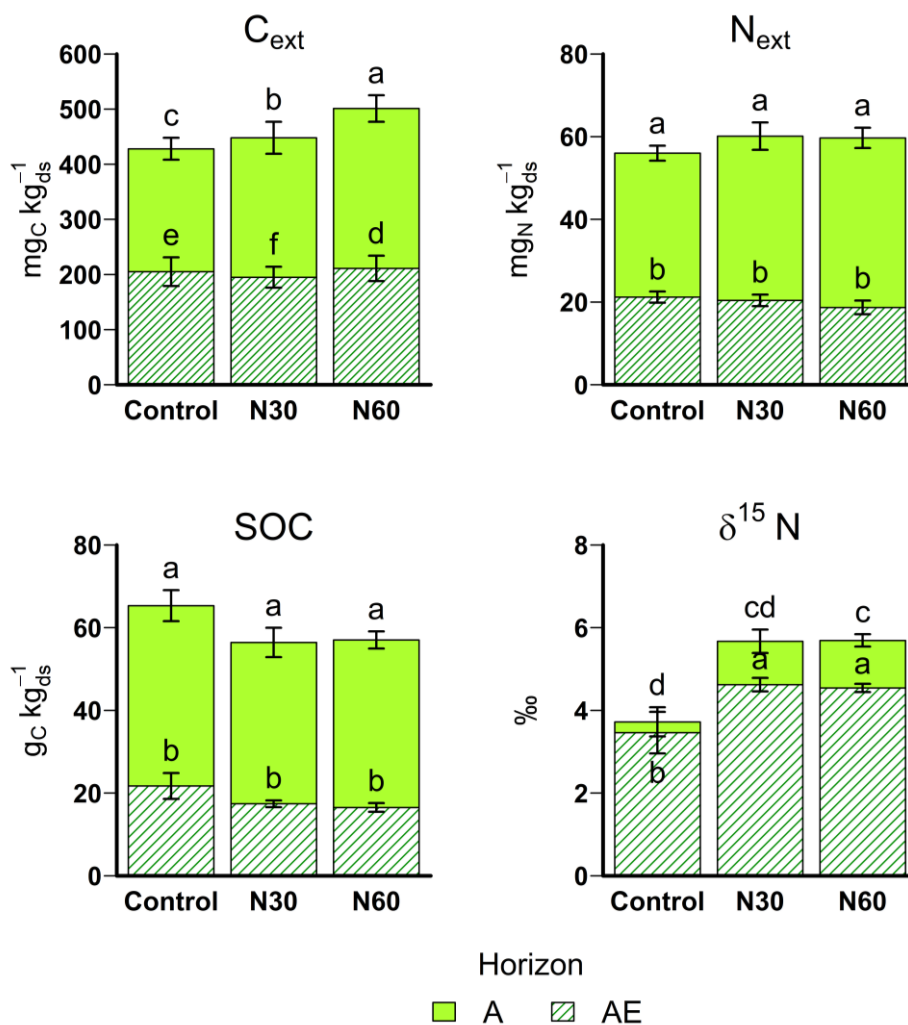 C_ext
600
500
400
300
200
100
0
mg_C kg_ds^−1
c b a
e f d
Control N30 N60
N_ext
80
60
40
20
0
mg_N kg_ds^−1
a a a
b b b
Control N30 N60
SOC
80
60
40
20
0
g_C kg_ds^−1
a a a
b b b
Control N30 N60
δ^15 N
8
6
4
2
0
‰
d cd c
b a a
Control N30 N60
Horizon
A AE